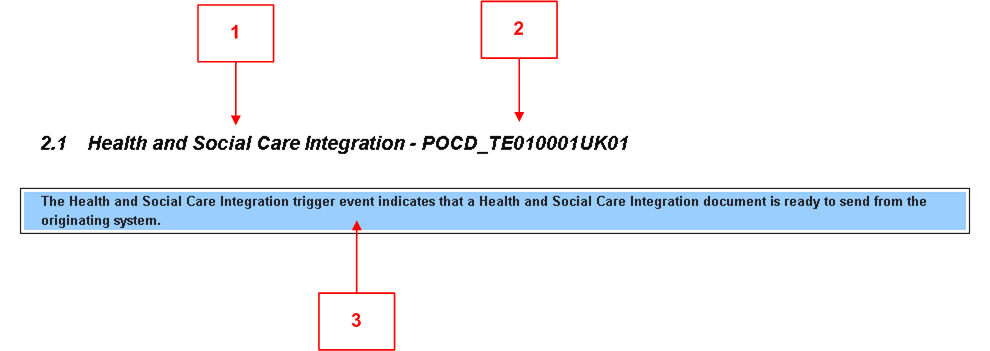 1
2
2.1 Health and Social Care Integration - POCD_TE010001UK01
The Health and Social Care Integration trigger event indicates that a Health and Social Care Integration document is ready to send from the
originating system.
3